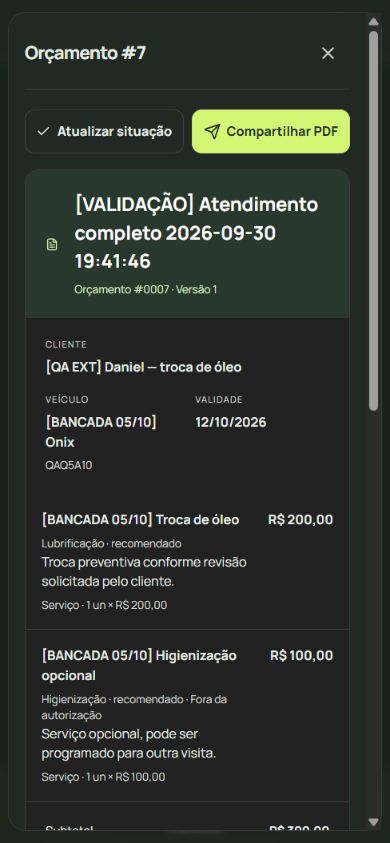 Orçamento #7
Atualizar situação
Compartilhar PDF
[VALIDAÇÃO] Atendimento
completo 2026-09-30
19:41:46
Orçamento #0007 · Versão 1
CLIENTE
[QA EXT] Daniel — troca de óleo
VEÍCULO
VALIDADE
[BANCADA 05/10]
Onix
12/10/2026
QAQ5A10
[BANCADA 05/10] Troca de óleo
R$ 200,00
Lubrificação · recomendado
Troca preventiva conforme revisão
solicitada pelo cliente.
Serviço · 1 un × R$ 200,00
[BANCADA 05/10] Higienização
opcional
R$ 100,00
Higienização · recomendado · Fora da
autorização
Serviço opcional, pode ser
programado para outra visita.
Serviço · 1 un × R$ 100,00
Subtotal
R$ 300,00